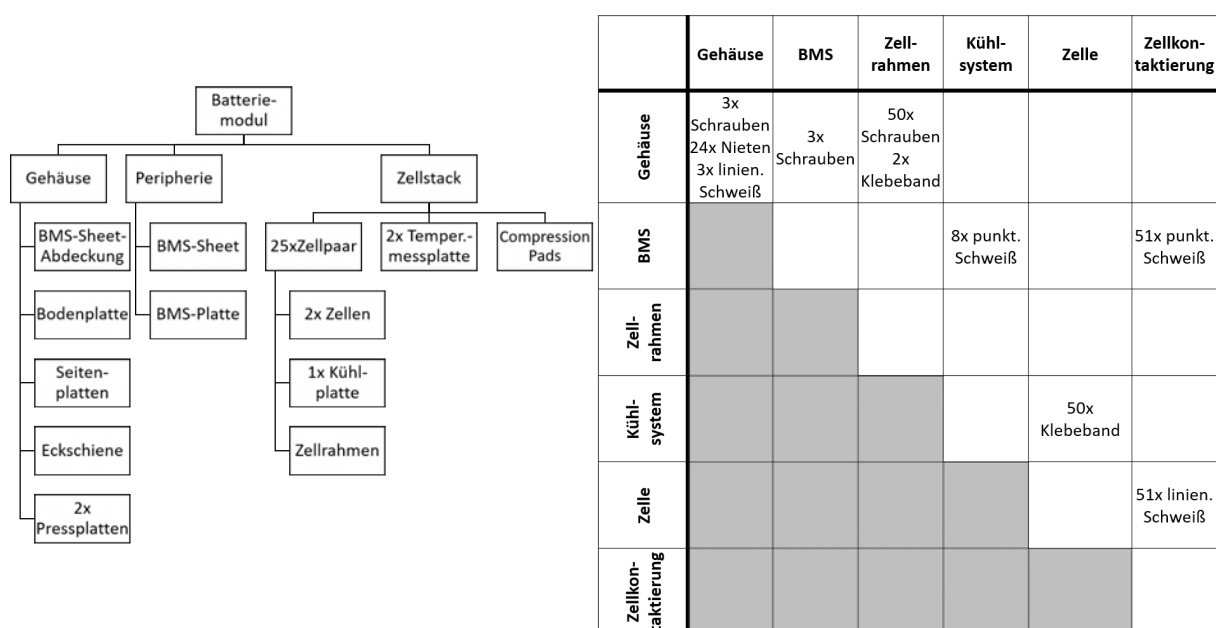 Batterie-
modul
Gehäuse
Peripherie
Zellstack
BMS-Sheet-
Abdeckung
BMS-Sheet
25xZellpaar
2x Temper.-
messplatte
Compression
Pads
Bodenplatte
BMS-Platte
2x Zellen
Seiten-
platten
1x Kühl-
platte
Eckschiene
Zellrahmen
2x
Pressplatten
Gehäuse
BMS
Zell-
rahmen
Kühl-
system
Zelle
Zellkon-
taktierung
Gehäuse
3x
Schrauben
24x Nieten
3x linien.
Schweiß
3x
Schrauben
50x
Schrauben
2x
Klebeband
BMS
8x punkt.
Schweiß
51x punkt.
Schweiß
Zell-
rahmen
Kühl-
system
50x
Klebeband
Zelle
51x linien.
Schweiß
Zellkon-
taktierung